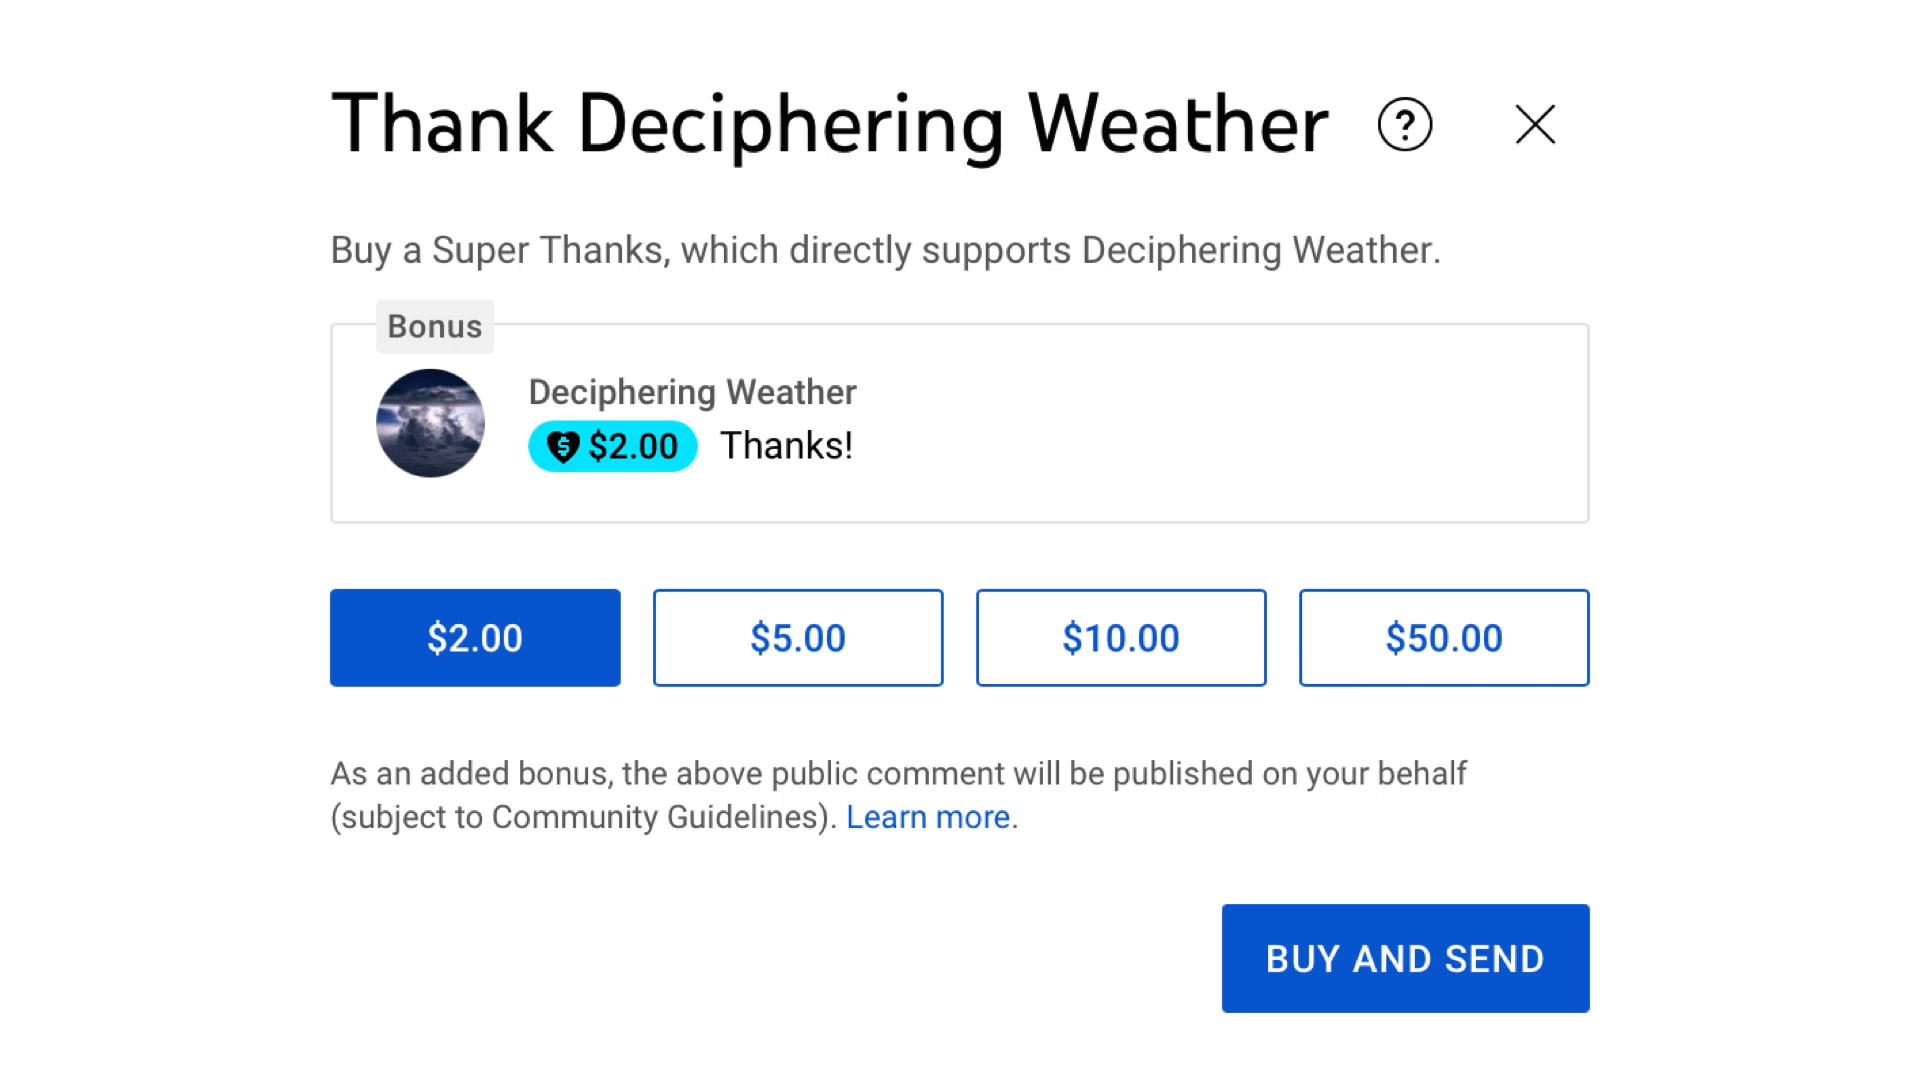 Thank Deciphering Weather ?
Buy a Super Thanks, which directly supports Deciphering Weather.
Bonus
Deciphering Weather
$ $2.00 Thanks!
$2.00 $5.00 $10.00 $50.00
As an added bonus, the above public comment will be published on your behalf
(subject to Community Guidelines). Learn more.
BUY AND SEND